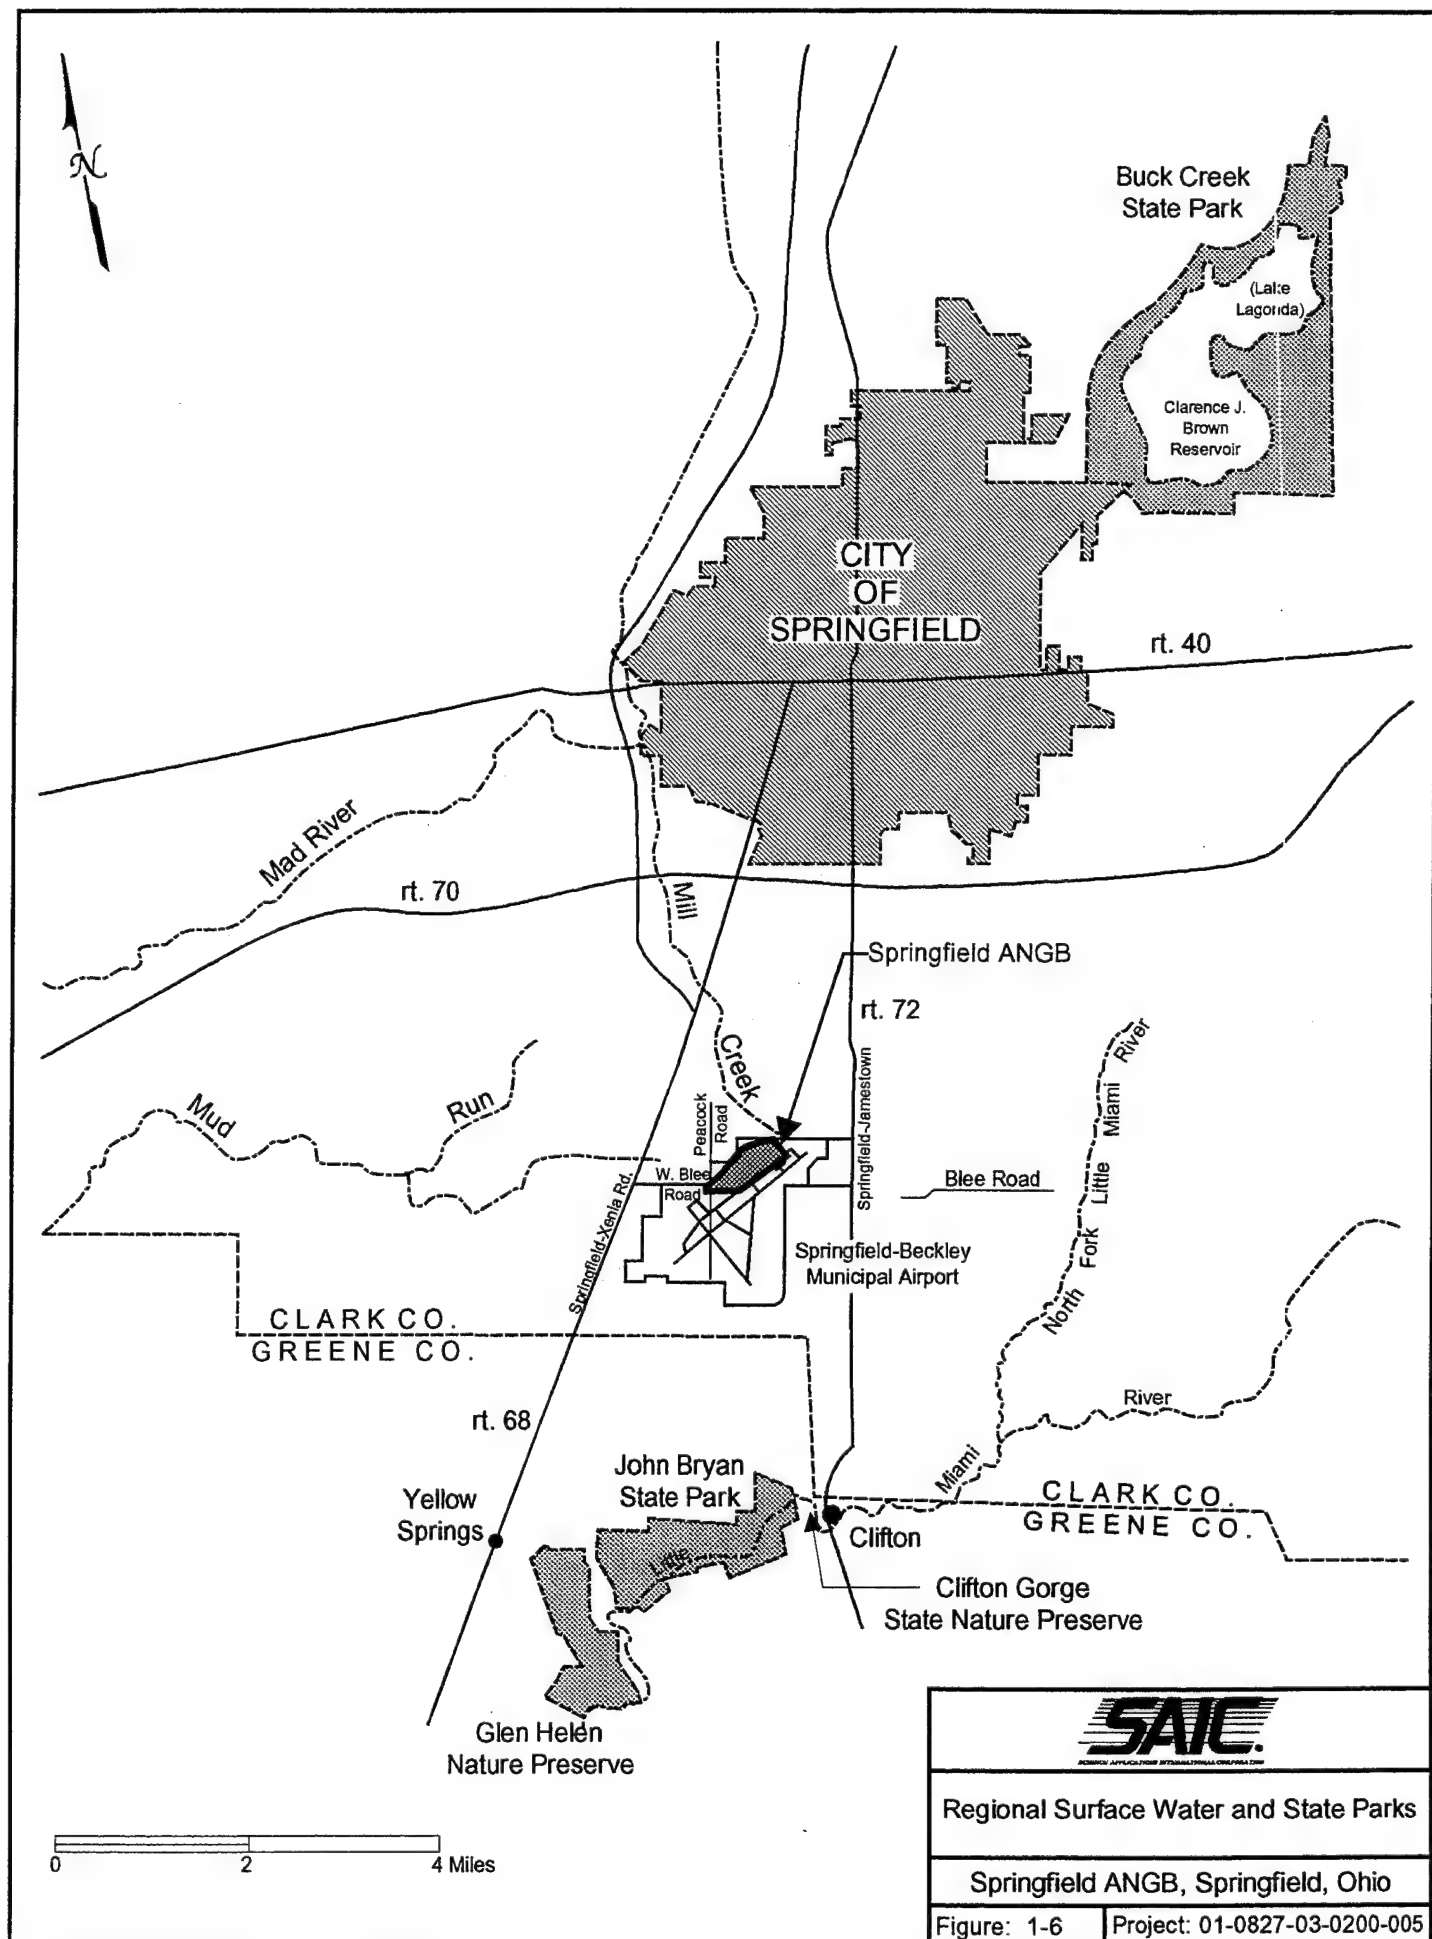 N
Buck Creek
State Park
(Lake
Lagonda)
Clarence J.
Brown
Reservoir
CITY
OF
SPRINGFIELD
rt. 40
Mad River
rt. 70
Mill
Creek
Springfield ANGB
rt. 72
Springfield-Jamestown
North Fork Little Miami River
Mud Run
Peacock
Road
W. Blee
Road
Blee Road
Springfield-Xenia Rd.
Springfield-Beckley
Municipal Airport
CLARK CO.
GREENE CO.
rt. 68
River
Miami
John Bryan
State Park
CLARK CO.
GREENE CO.
Yellow
Springs
Clifton
Little
Clifton Gorge
State Nature Preserve
Glen Helen
Nature Preserve
SAIC
SCIENCE APPLICATIONS INTERNATIONAL CORPORATION
Regional Surface Water and State Parks
0 2 4 Miles
Springfield ANGB, Springfield, Ohio
Figure: 1-6 Project: 01-0827-03-0200-005